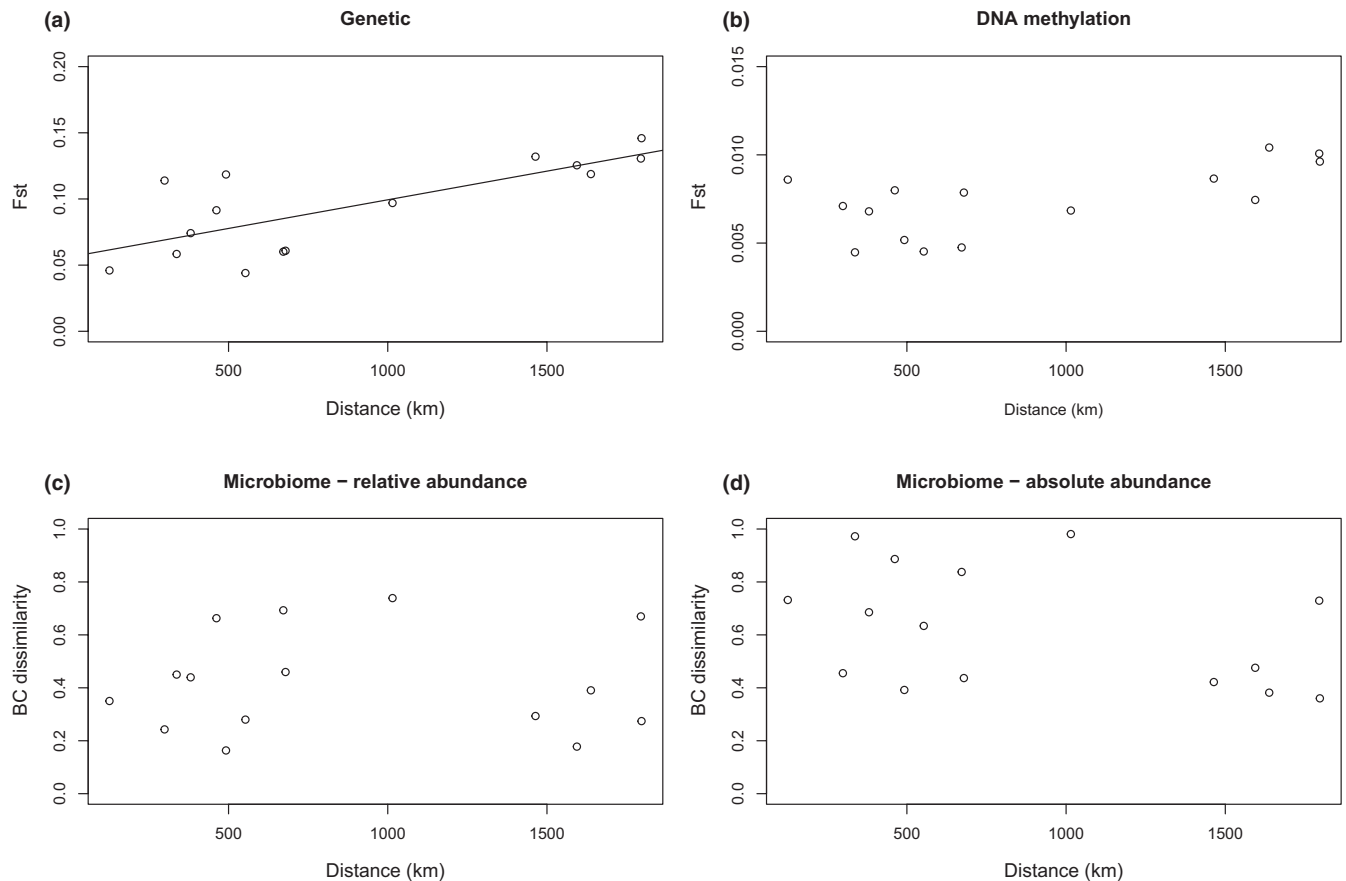 (a)
Genetic
Fst
0.20
0.15
0.10
0.05
0.00
500
1000
1500
Distance (km)
(b)
DNA methylation
Fst
0.015
0.010
0.005
0.000
500
1000
1500
Distance (km)
(c)
Microbiome − relative abundance
BC dissimilarity
1.0
0.8
0.6
0.4
0.2
0.0
500
1000
1500
Distance (km)
(d)
Microbiome − absolute abundance
BC dissimilarity
1.0
0.8
0.6
0.4
0.2
0.0
500
1000
1500
Distance (km)